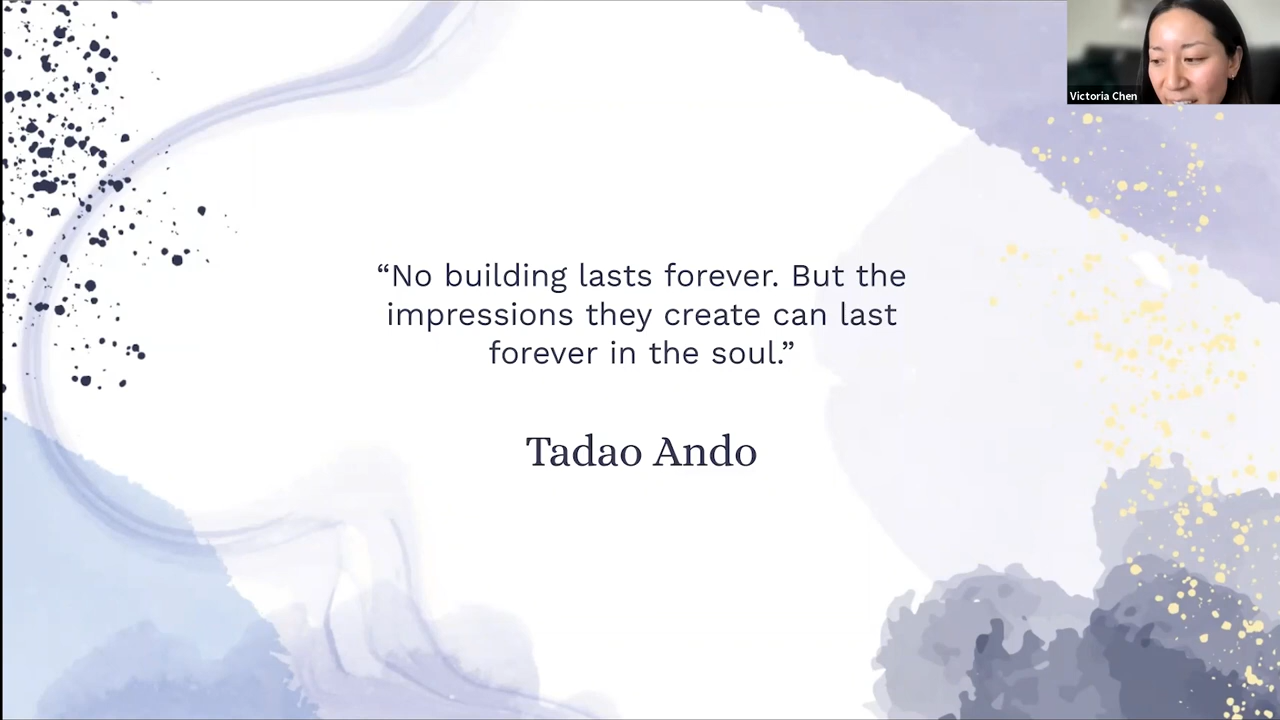 Victoria Chen
“No building lasts forever. But the
impressions they create can last
forever in the soul.”
Tadao Ando